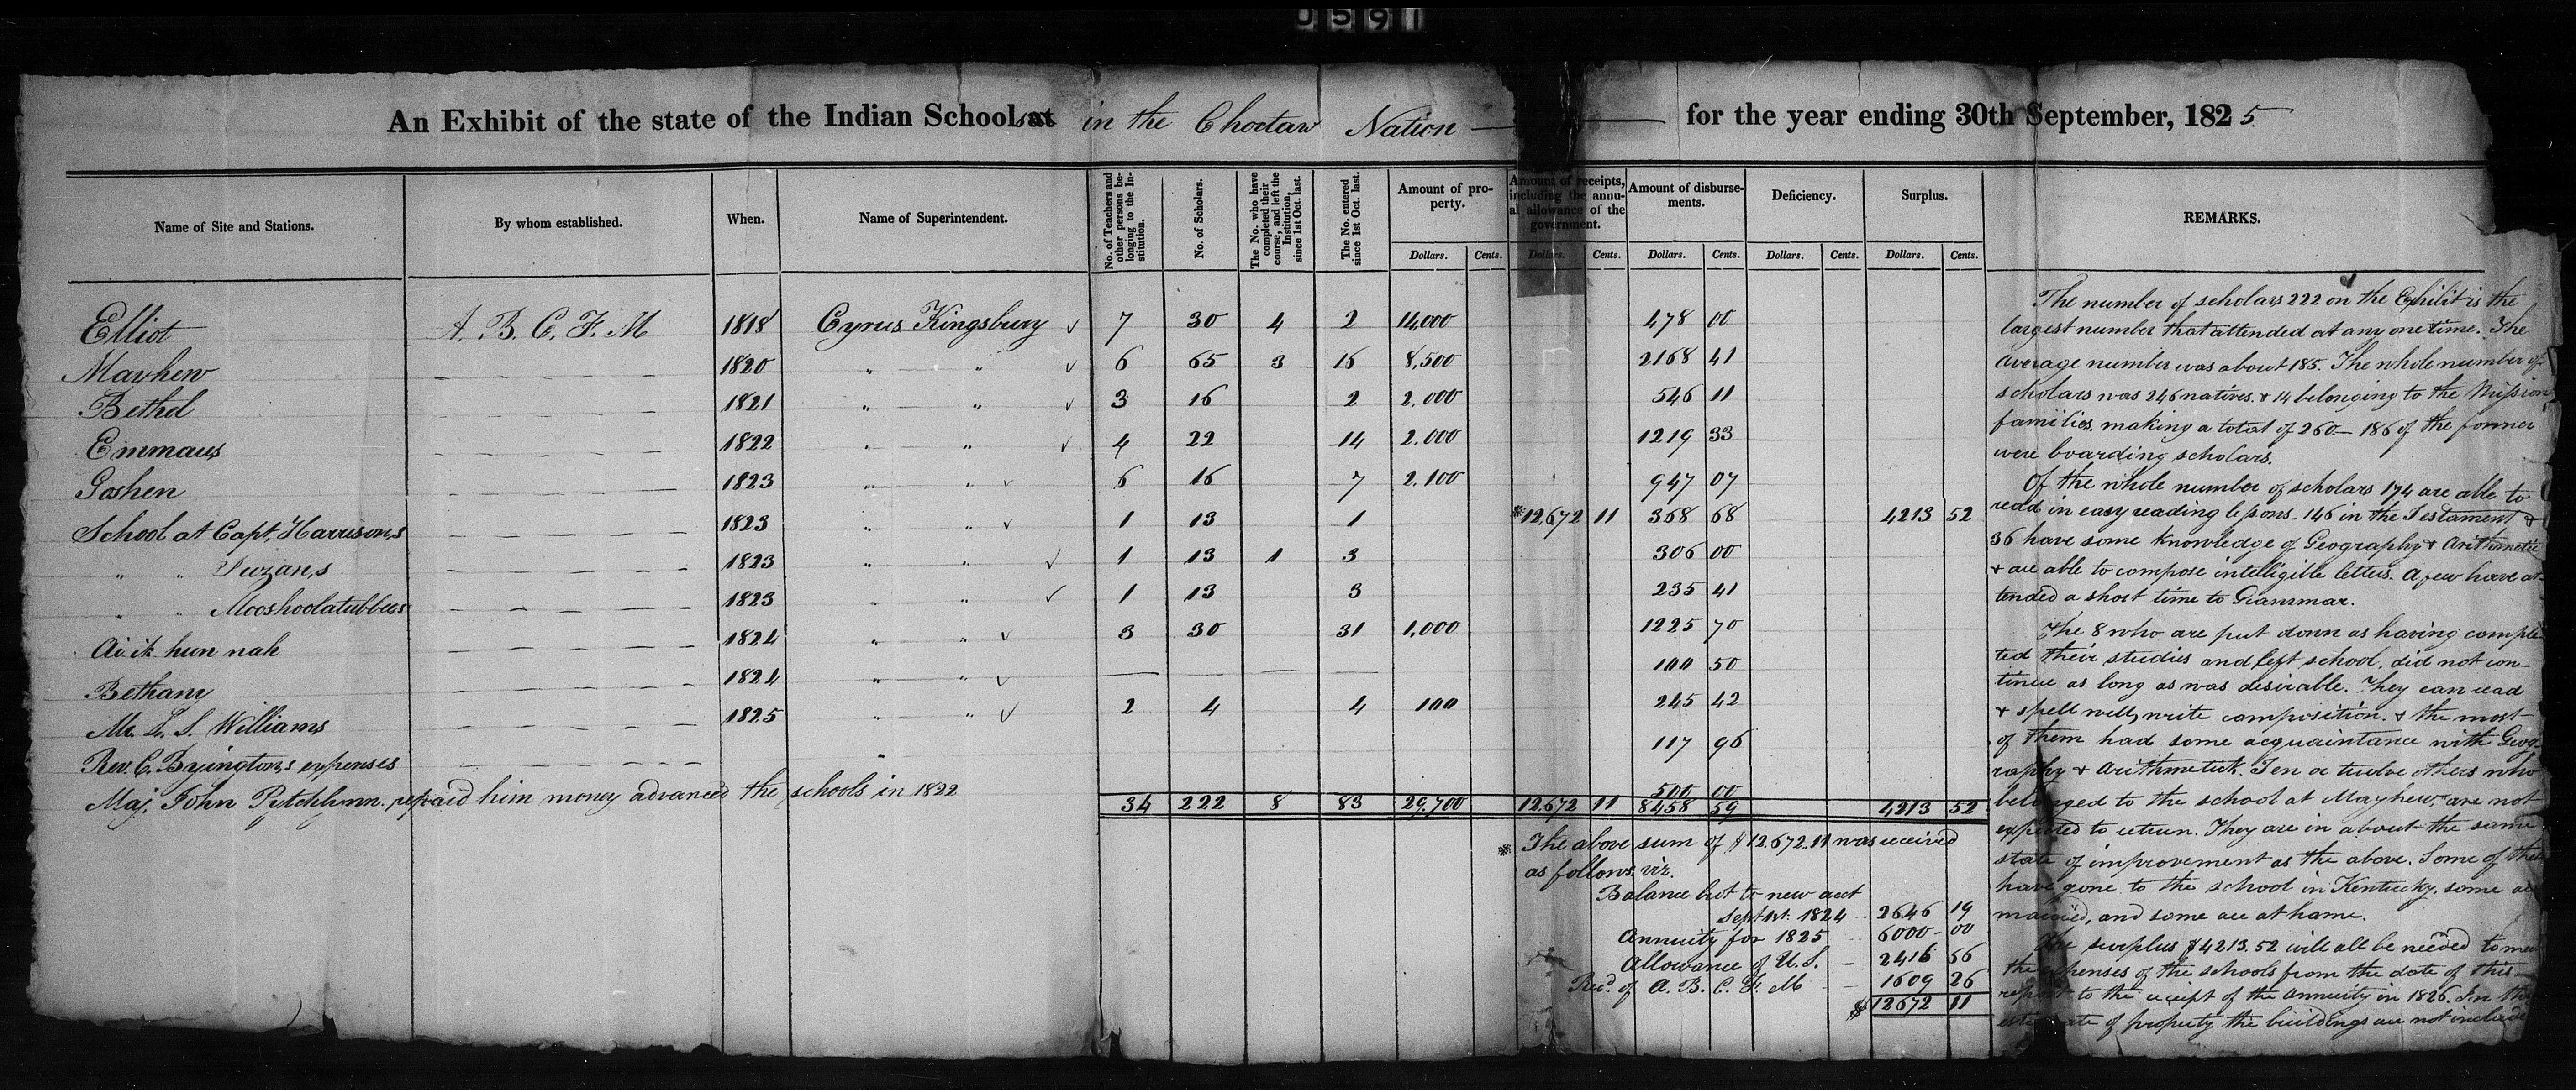 0591
An Exhibit of the state of the Indian Schools in the Choctaw Nation — for the year ending 30th September, 1825
Name of Site and Stations. By whom established. When. Name of Superintendent. No. of Teachers and other persons belonging to the Institution. No. of Scholars. The No. who have completed their course, and left the Institution, since 1st Oct. last. The No. entered since 1st Oct. last. Amount of property. Amount of receipts, including the annual allowance of the government. Amount of disbursements. Deficiency. Surplus. REMARKS.
Dollars. Cents. Dollars. Cents. Dollars. Cents. Dollars. Cents. Dollars. Cents.
Elliot A. B. C. F. M 1818 Cyrus Kingsbury ✓ 7 30 4 2 14,000 478 00
Mayhew 1820 " " ✓ 6 65 3 16 8,500 2168 41
Bethel 1821 " " ✓ 3 16 2 2,000 546 11
Emmaus 1822 " " ✓ 4 22 14 2,000 1219 33
Goshen 1823 " " ✓ 6 16 7 2,100 947 07
School at Capt. Harrison,s 1823 " " ✓ 1 13 1 *12,672 11 368 68 4213 52
" " Juzan,s 1823 " " ✓ 1 13 1 3 306 00
" " Mooshoolatubbees 1823 " " ✓ 1 13 3 235 41
Ai ik hun nah 1824 " " ✓ 3 30 31 1,000 1225 70
Bethany 1824 " " ✓ — — — — 100 50
Mr. L. S. Williams 1825 " " ✓ 2 4 4 100 245 42
Rev. C. Byington,s expenses " 117 96
Maj. John Pitchlynn. repaid him money advanced the schools in 1822 500 00
34 222 8 83 29,700 12672 11 8458 59 4213 52
* The above sum of $12,672.11 was received
as follows, viz.
Balance bro't to new acct
Sept 1st. 1824 2646 19
Annuity for 1825 6000 - 00
Allowance of U.S. — 2416 66
Rec.d of A. B. C. F. M — 1609 26
$ 12672 11
The number of scholars 222 on the Exhibit is the
largest number that attended at any one time. The
average number was about 185. The whole number of
scholars was 246 natives. & 14 belonging to the Mission
families. making a total of 260— 186 of the former
were boarding scholars.
Of the whole number of scholars 174 are able to
read in easy reading lessons— 146 in the Testament &
36 have some knowledge of Geography & Arithmetic
& are able to compose intelligible letters. A few have at-
tended a short time to Grammar.
The 8 who are put down as having comple-
ted their studies and left school, did not con-
tinue as long as was desirable. They can read
& spell well, write composition. & the most
of them had some acquaintance with Geog-
raphy & Arithmetick. Ten or twelve others who
belonged to the school at Mayhew, are not
expected to return. They are in about the same
state of improvement as the above. Some of them
have gone to the school in Kentucky, some are
married, and some are at home.
The surplus $4213.52 will all be needed to meet
the expenses of the schools from the date of this
report to the receipt of the annuity in 1826. In the
estimate of property the buildings are not included